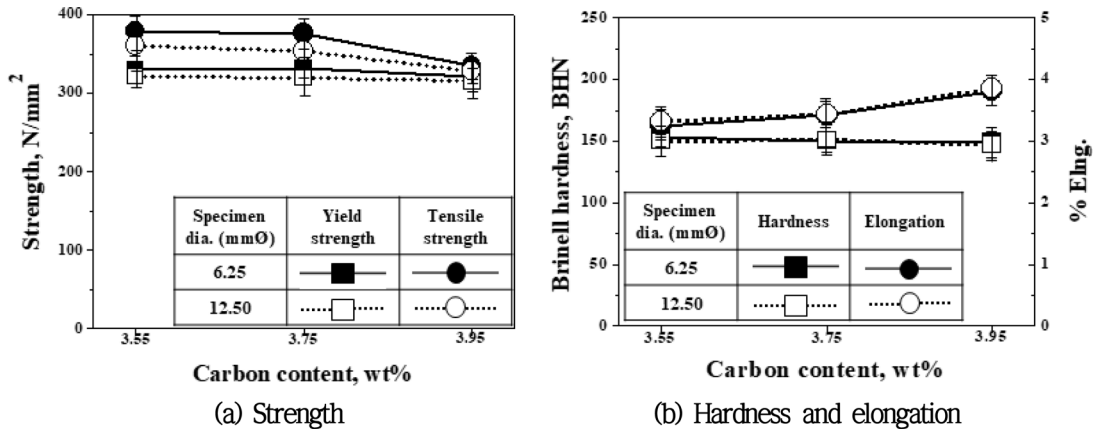 400
300
200
100
0
Strength, N/mm²
Specimen dia. (mmØ)
Yield strength
Tensile strength
6.25
12.50
3.55
3.75
3.95
Carbon content, wt%
(a) Strength
250
200
150
100
50
0
Brinell hardness, BHN
5
4
3
2
1
0
% Elng.
Specimen dia. (mmØ)
Hardness
Elongation
6.25
12.50
3.55
3.75
3.95
Carbon content, wt%
(b) Hardness and elongation